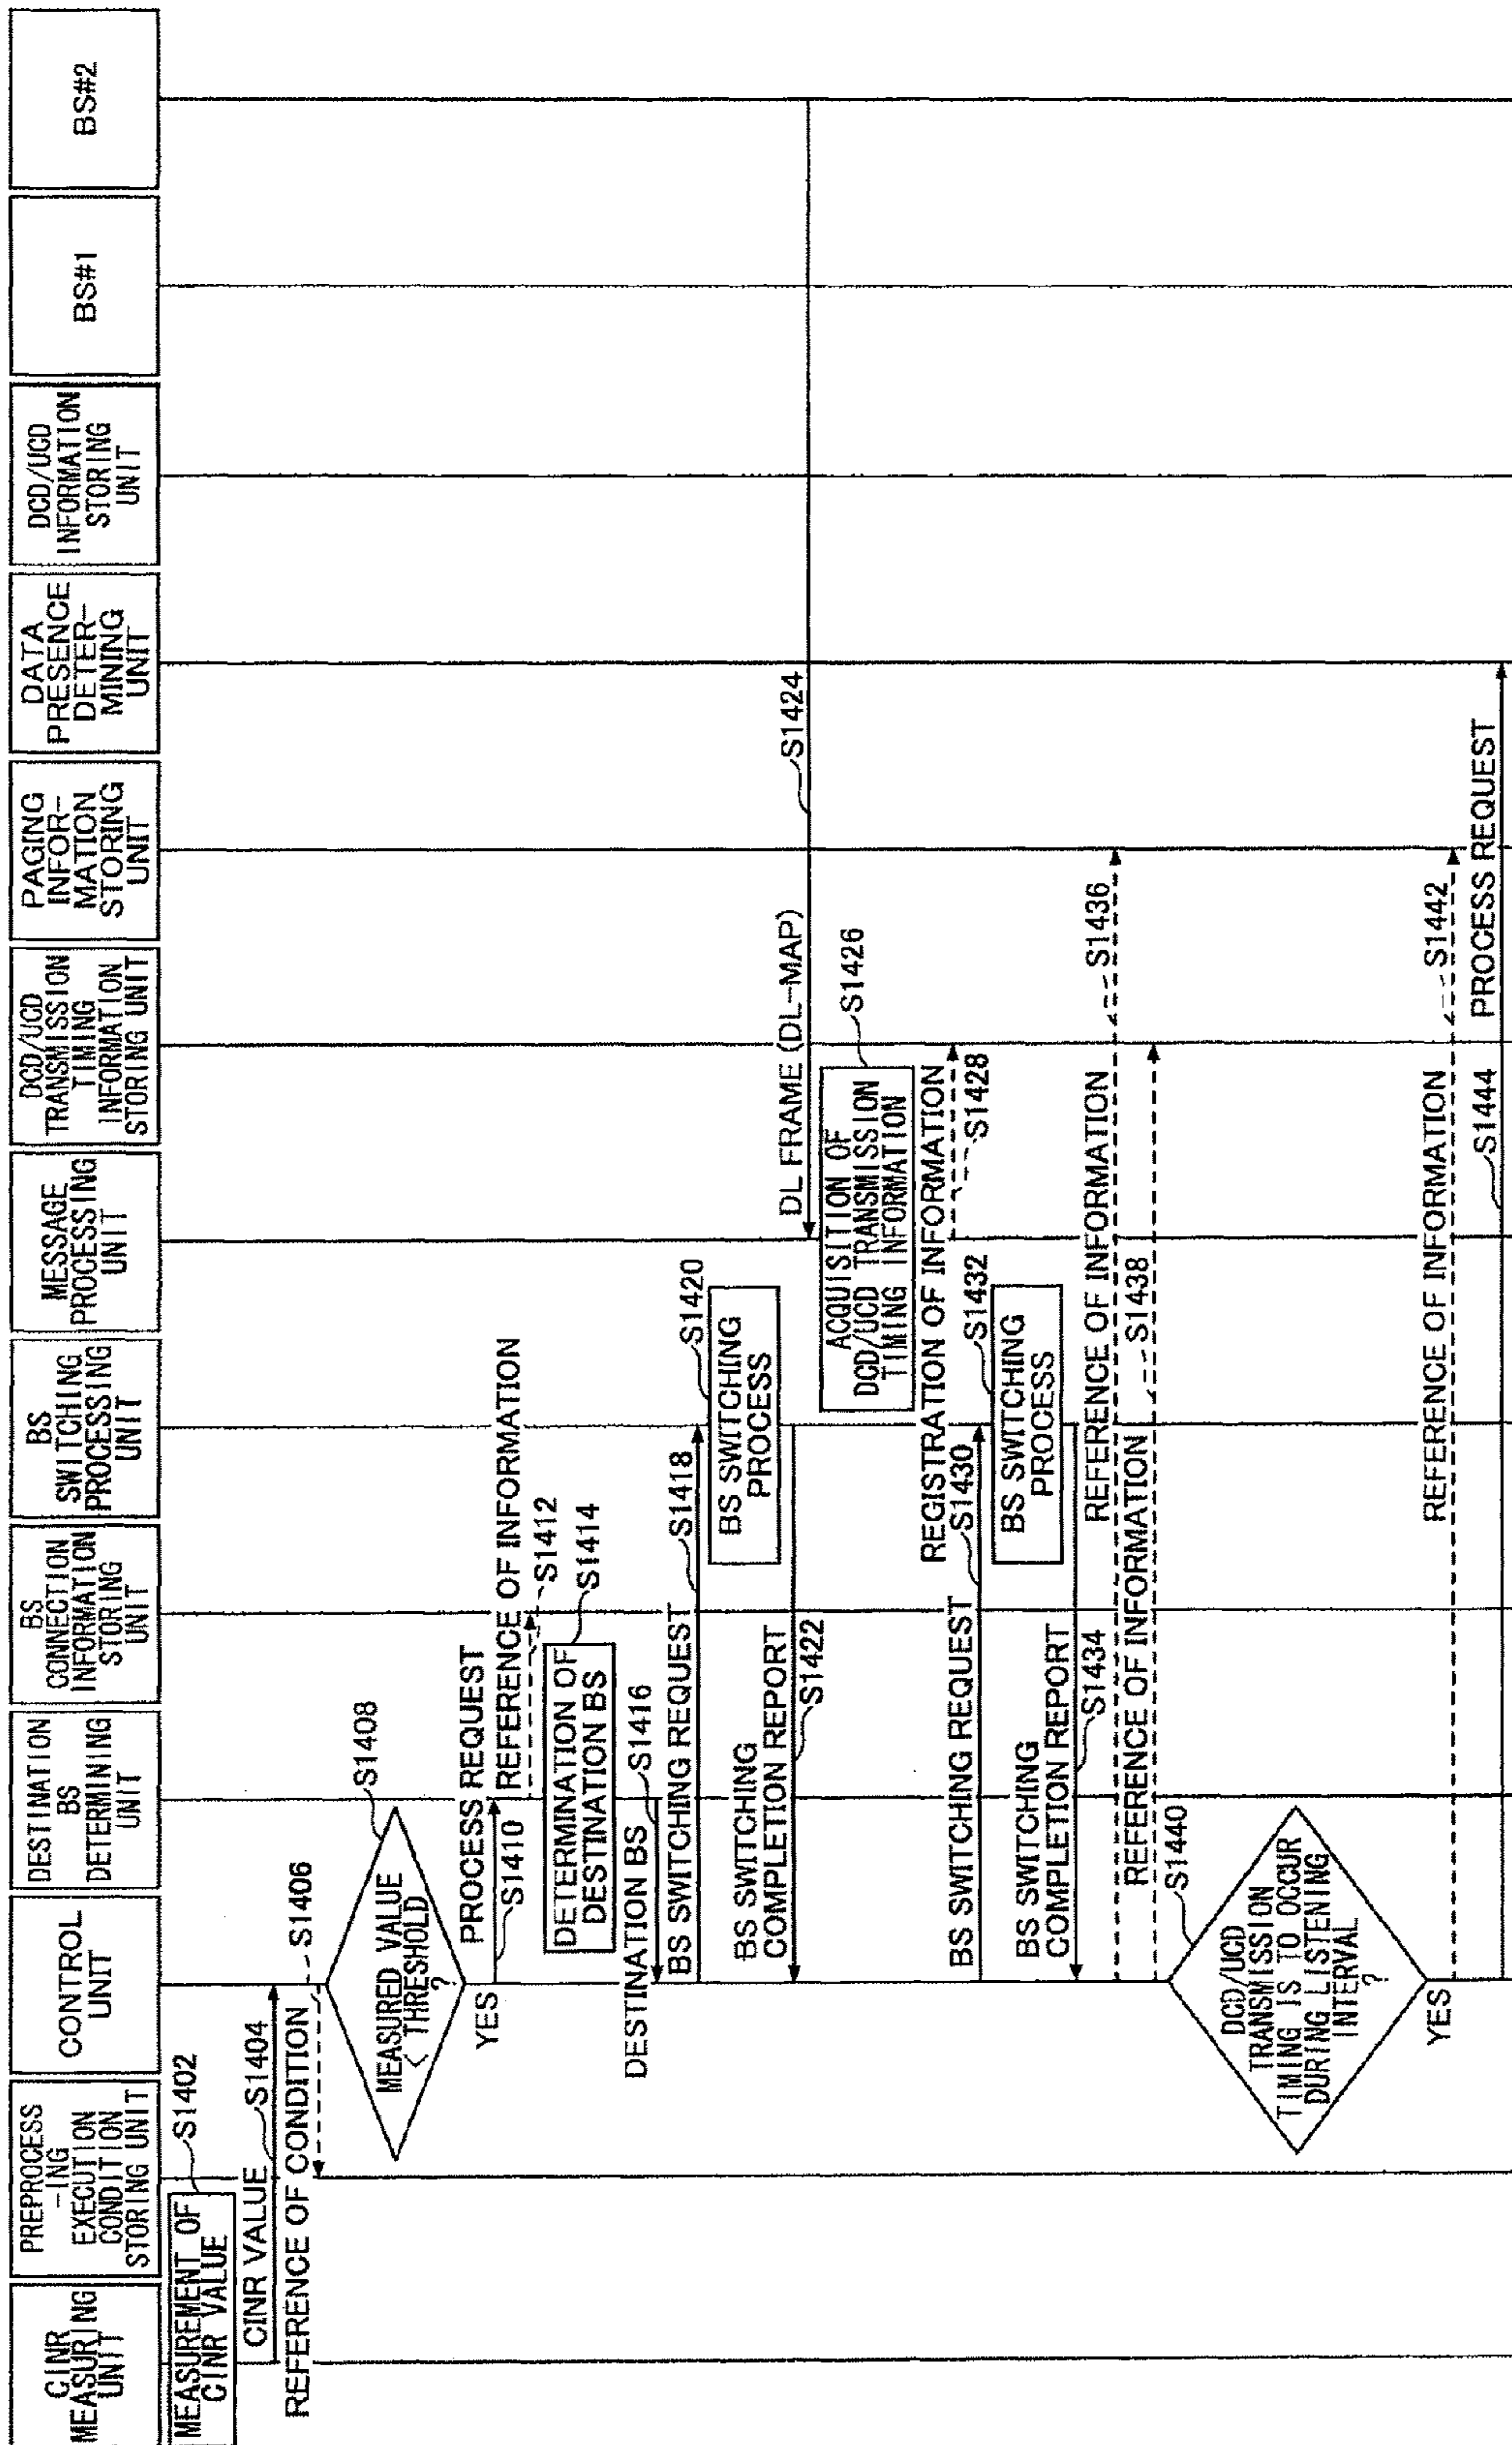 CINR
MEASURING
UNIT
PREPROCESS
-ING
EXECUTION
CONDITION
STORING UNIT
CONTROL
UNIT
DESTINATION
BS
DETERMINING
UNIT
BS
CONNECTION
INFORMATION
STORING
UNIT
BS
SWITCHING
PROCESSING
UNIT
MESSAGE
PROCESSING
UNIT
DCD/UCD
TRANSMISSION
TIMING
INFORMATION
STORING UNIT
PAGING
INFOR-
MATION
STORING
UNIT
DATA
PRESENCE
DETER-
MINING
UNIT
DCD/UCD
INFORMATION
STORING
UNIT
BS#1
BS#2
MEASUREMENT OF
CINR VALUE
S1402
CINR VALUE
S1404
REFERENCE OF CONDITION
S1406
MEASURED VALUE
< THRESHOLD
?
S1408
YES
PROCESS REQUEST
S1410
REFERENCE OF INFORMATION
S1412
DETERMINATION OF
DESTINATION BS
S1414
DESTINATION BS
S1416
BS SWITCHING REQUEST
S1418
BS SWITCHING
PROCESS
S1420
BS SWITCHING
COMPLETION REPORT
S1422
DL FRAME (DL-MAP)
S1424
ACQUISITION OF
DCD/UCD TRANSMISSION
TIMING INFORMATION
S1426
REGISTRATION OF INFORMATION
S1428
BS SWITCHING REQUEST
S1430
BS SWITCHING
PROCESS
S1432
BS SWITCHING
COMPLETION REPORT
S1434
REFERENCE OF INFORMATION
S1436
REFERENCE OF INFORMATION
S1438
DCD/UCD
TRANSMISSION
TIMING IS TO OCCUR
DURING LISTENING
INTERVAL
?
S1440
YES
REFERENCE OF INFORMATION
S1442
S1444
PROCESS REQUEST